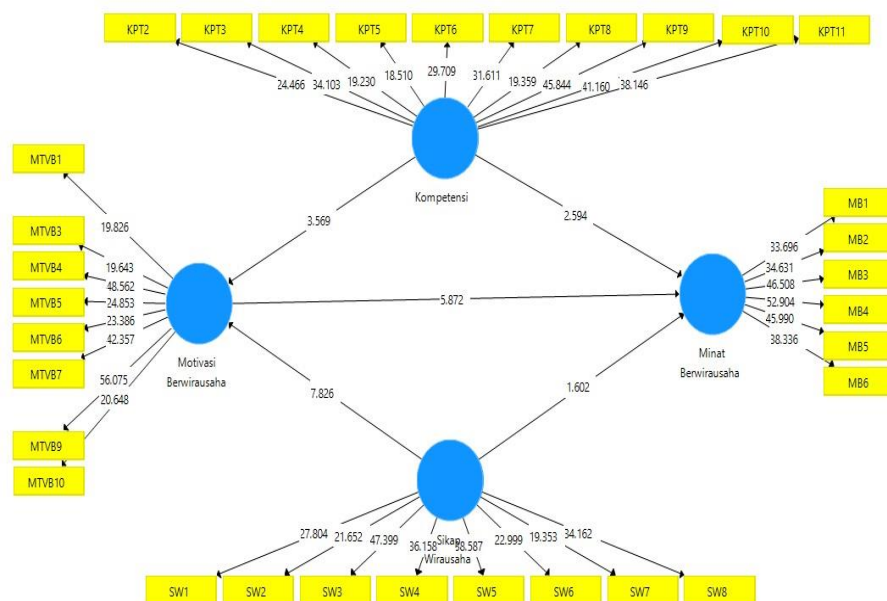 KPT2 KPT3 KPT4 KPT5 KPT6 KPT7 KPT8 KPT9 KPT10 KPT11
24.466 34.103 19.230 18.510 29.709 31.611 19.359 45.844 41.160 38.146
Kompetensi
MTVB1
MTVB3
MTVB4
MTVB5
MTVB6
MTVB7
MTVB9
MTVB10
19.826
19.643
48.562
24.853
23.386
42.357
56.075
20.648
Motivasi
Berwirausaha
3.569
2.594
5.872
7.826
1.602
MB1
MB2
MB3
MB4
MB5
MB6
33.696
34.631
46.508
52.904
45.990
38.336
Minat
Berwirausaha
Sikap
Wirausaha
27.804 21.652 47.399 36.158 22.999 19.353 34.162
SW1 SW2 SW3 SW4 SW5 SW6 SW7 SW8